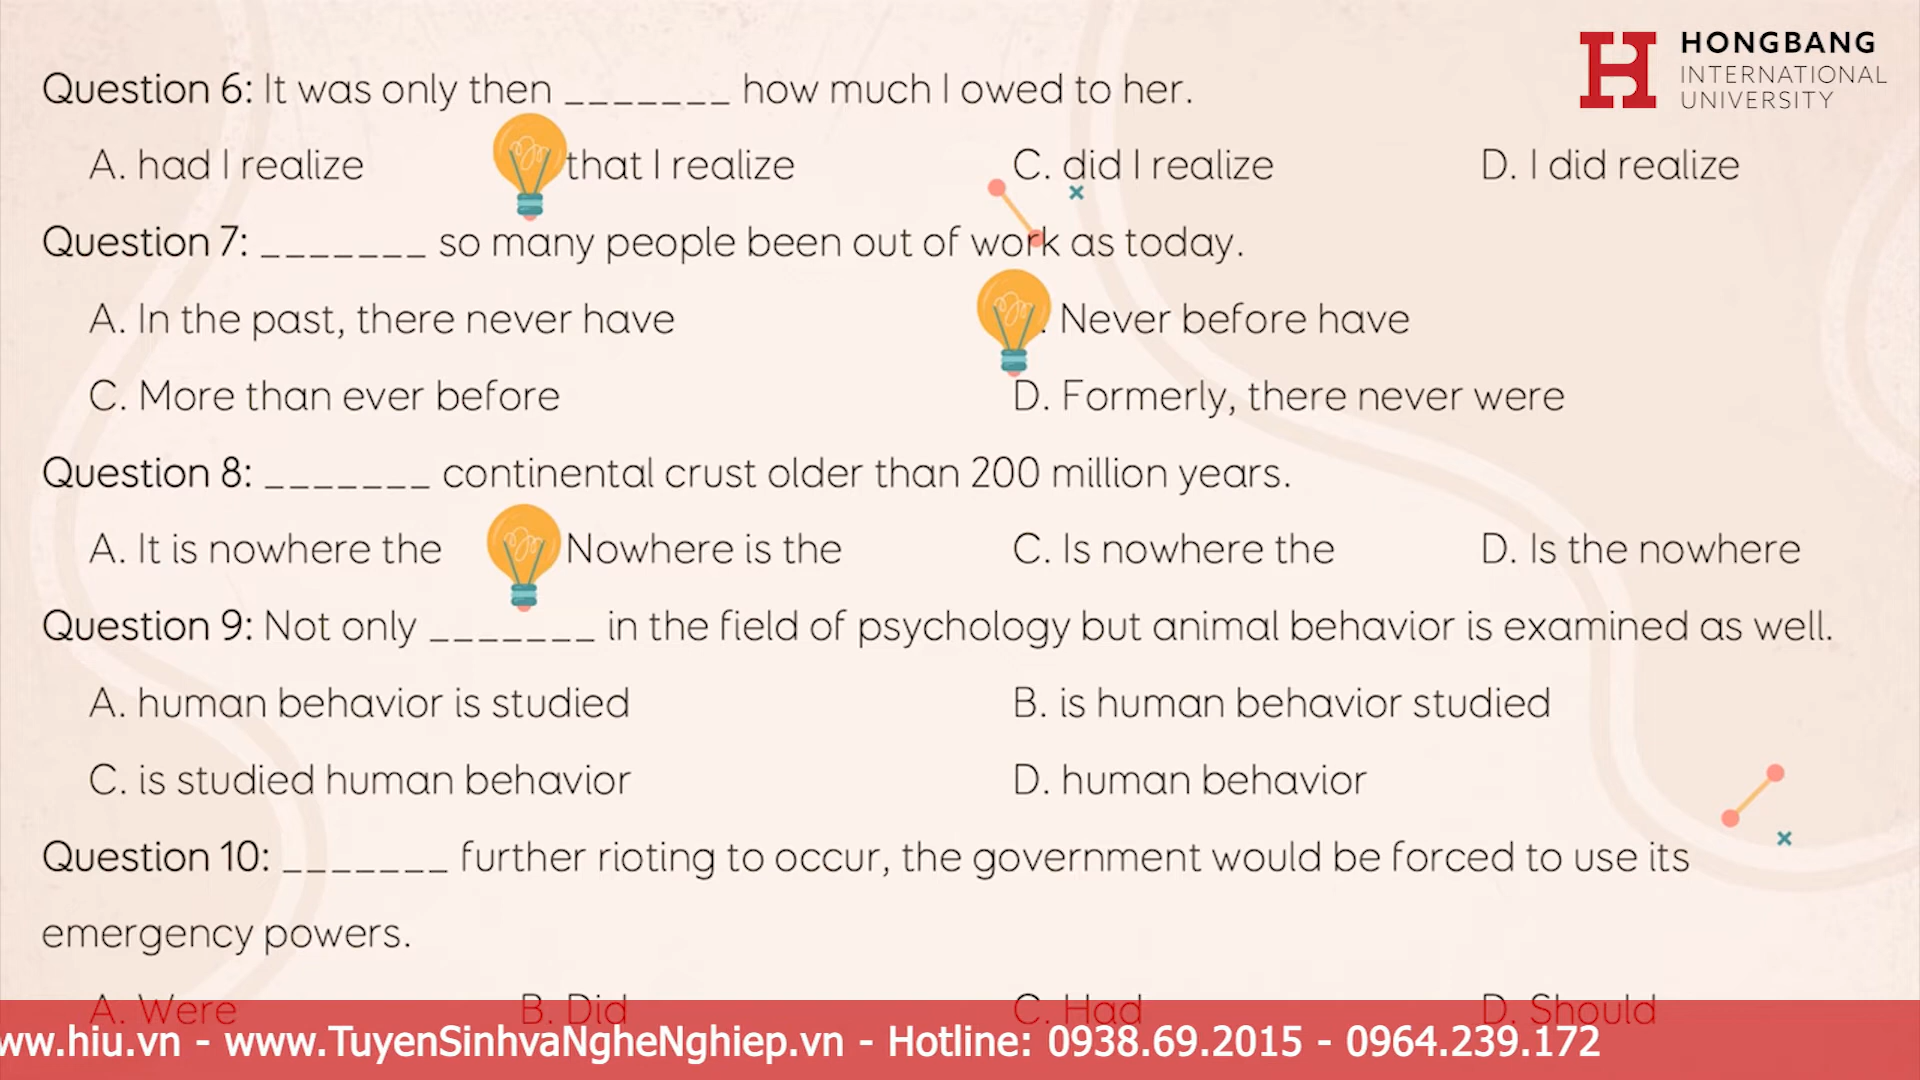 HONGBANG
INTERNATIONAL
UNIVERSITY
Question 6: It was only then _______ how much I owed to her.
A. had I realize that I realize C. did I realize D. I did realize
Question 7: _______ so many people been out of work as today.
A. In the past, there never have . Never before have
C. More than ever before D. Formerly, there never were
Question 8: _______ continental crust older than 200 million years.
A. It is nowhere the Nowhere is the C. Is nowhere the D. Is the nowhere
Question 9: Not only _______ in the field of psychology but animal behavior is examined as well.
A. human behavior is studied B. is human behavior studied
C. is studied human behavior D. human behavior
Question 10: _______ further rioting to occur, the government would be forced to use its
emergency powers.
A. Were B. Did C. Had D. Should
ww.hiu.vn - www.TuyenSinhvaNgheNghiep.vn - Hotline: 0938.69.2015 - 0964.239.172